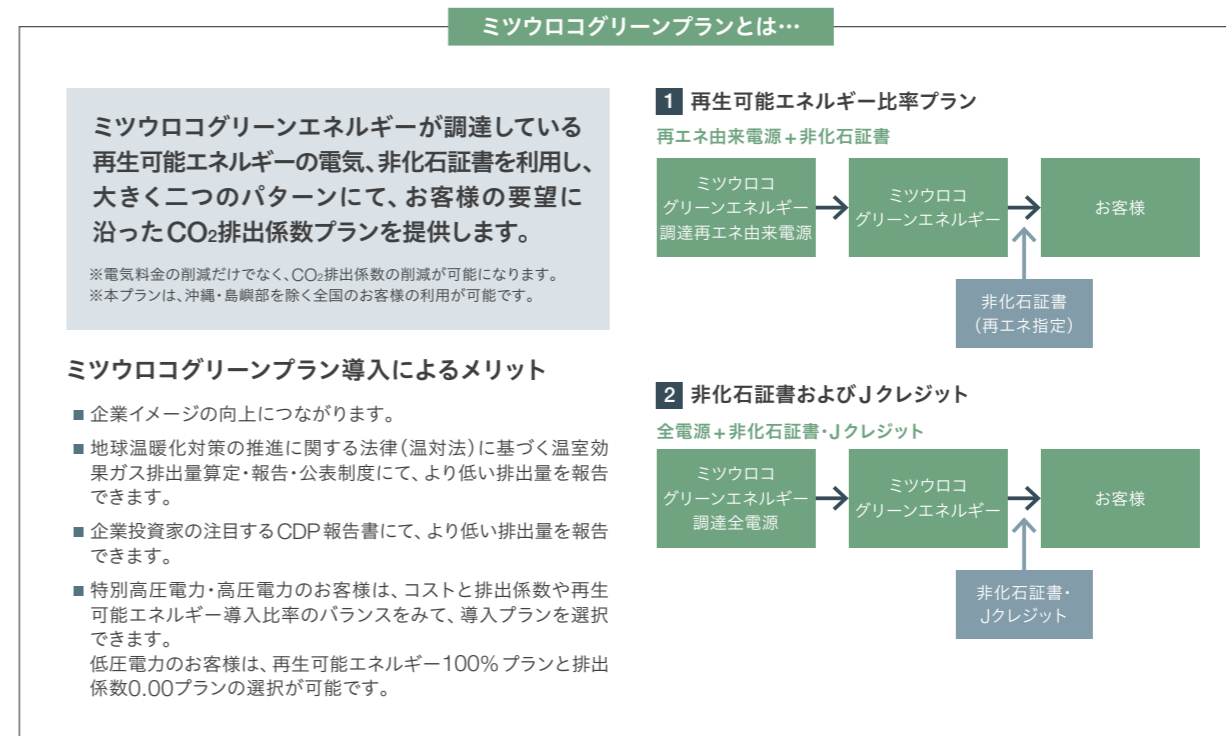 ミツウロコグリーンプランとは…
ミツウロコグリーンエネルギーが調達している
再生可能エネルギーの電気、非化石証書を利用し、
大きく二つのパターンにて、お客様の要望に
沿ったCO₂排出係数プランを提供します。
※電気料金の削減だけでなく、CO₂排出係数の削減が可能になります。
※本プランは、沖縄・島嶼部を除く全国のお客様の利用が可能です。
ミツウロコグリーンプラン導入によるメリット
■企業イメージの向上につながります。
■地球温暖化対策の推進に関する法律(温対法)に基づく温室効
果ガス排出量算定・報告・公表制度にて、より低い排出量を報告
できます。
■企業投資家の注目するCDP報告書にて、より低い排出量を報告
できます。
■特別高圧電力・高圧電力のお客様は、コストと排出係数や再生
可能エネルギー導入比率のバランスをみて、導入プランを選択
できます。
低圧電力のお客様は、再生可能エネルギー100%プランと排出
係数0.00プランの選択が可能です。
1 再生可能エネルギー比率プラン
再エネ由来電源+非化石証書
ミツウロコ
グリーンエネルギー
調達再エネ由来電源
ミツウロコ
グリーンエネルギー
お客様
非化石証書
(再エネ指定)
2 非化石証書およびJクレジット
全電源+非化石証書・Jクレジット
ミツウロコ
グリーンエネルギー
調達全電源
ミツウロコ
グリーンエネルギー
お客様
非化石証書・
Jクレジット